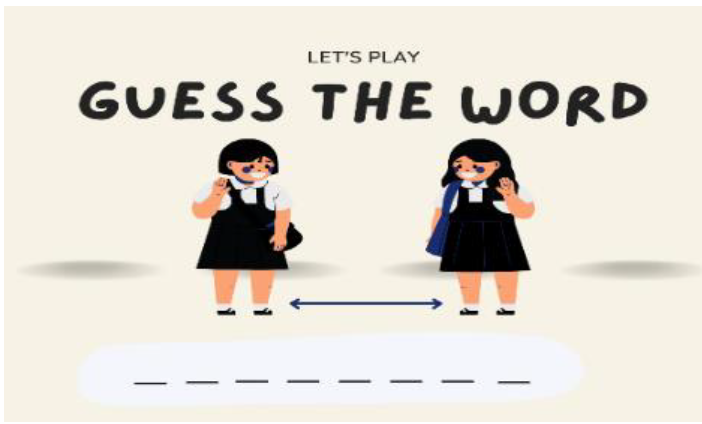 LET'S PLAY
GUESS THE WORD
_ _ _ _ _ _ _ _